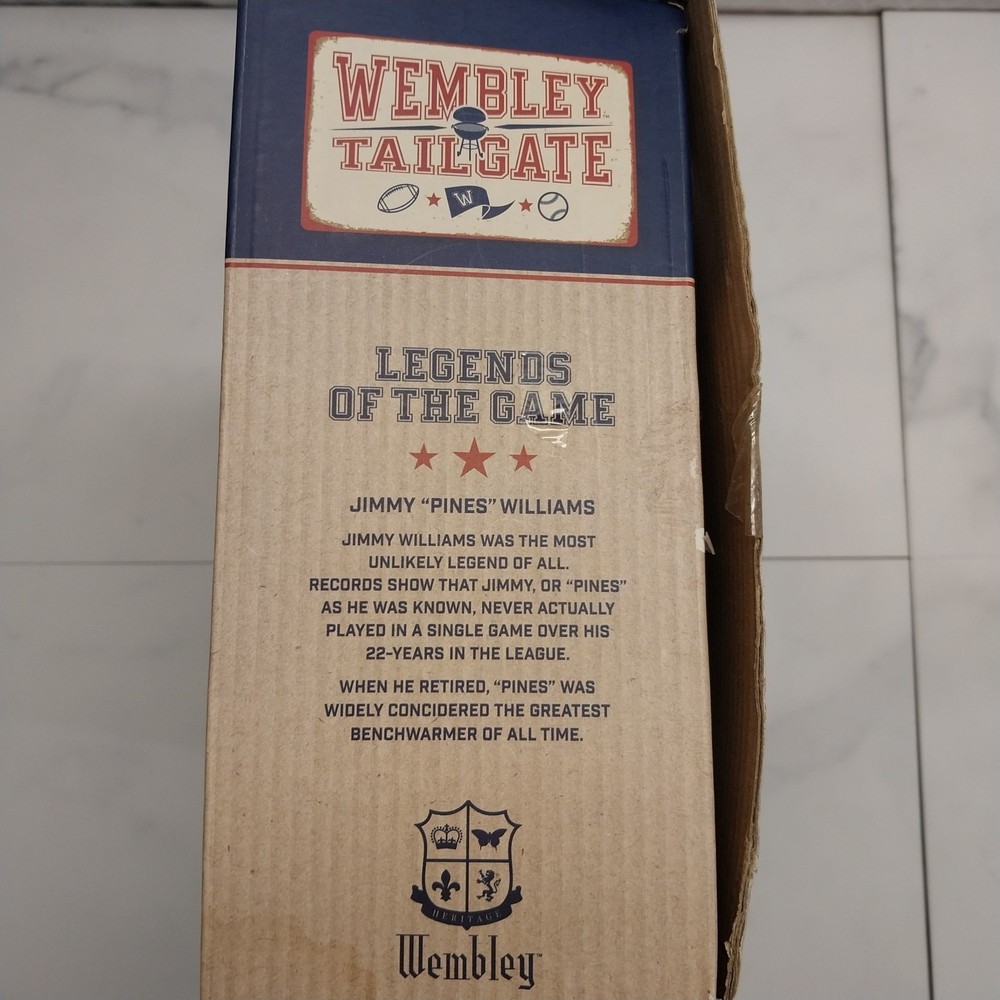 WEMBLEY™
TAILGATE
W
LEGENDS
OF THE GAME
JIMMY “PINES” WILLIAMS
JIMMY WILLIAMS WAS THE MOST
UNLIKELY LEGEND OF ALL.
RECORDS SHOW THAT JIMMY, OR “PINES”
AS HE WAS KNOWN, NEVER ACTUALLY
PLAYED IN A SINGLE GAME OVER HIS
22-YEARS IN THE LEAGUE.
WHEN HE RETIRED, “PINES” WAS
WIDELY CONCIDERED THE GREATEST
BENCHWARMER OF ALL TIME.
HERITAGE
Wembley™